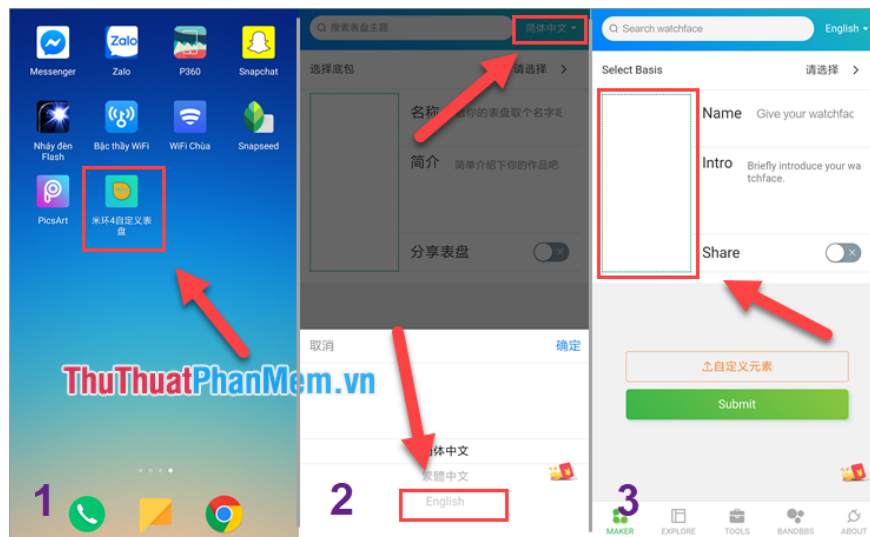 Messenger
Zalo
Zalo
P360
Snapchat
Nháy đèn
Flash
Bậc thầy WiFi
WiFi Chùa
Snapseed
PicsArt
米环4自定义表
盘
ThuThuatPhanMem.vn
1
搜索表盘主题
简体中文
选择底包
请选择
名称
你的表盘取个名字吧
简介
简单介绍下你的作品吧
分享表盘
取消
确定
体中文
繁體中文
English
2
Search watchface
English
Select Basis
请选择
Name
Give your watchfac
Intro
Briefly introduce your wa
tchface.
Share
自定义元素
Submit
3
MAKER
EXPLORE
TOOLS
BANDBBS
ABOUT